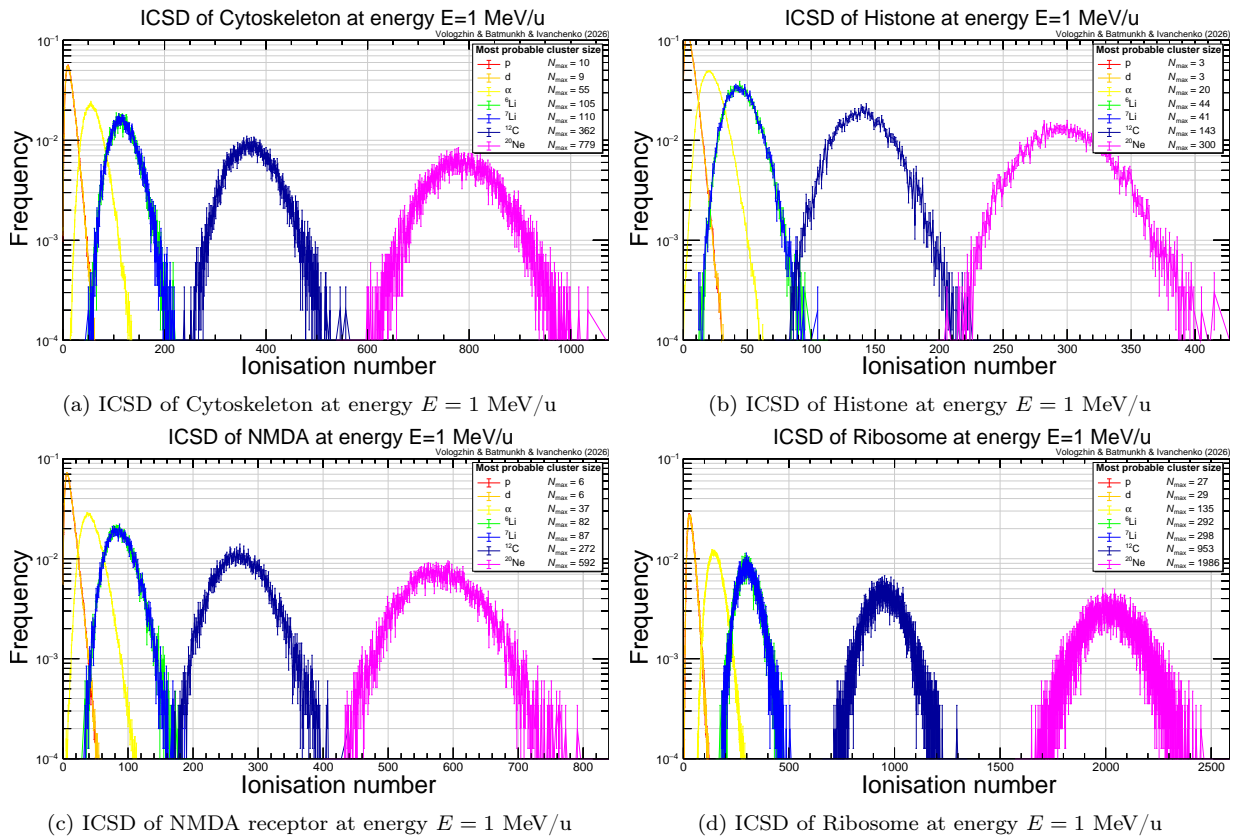 ICSD of Cytoskeleton at energy E=1 MeV/u
Vologzhin & Batmunkh & Ivanchenko (2026)
Frequency
10⁻¹
10⁻²
10⁻³
10⁻⁴
Most probable cluster size
p N_max = 10
d N_max = 9
α N_max = 55
⁶Li N_max = 105
⁷Li N_max = 110
¹²C N_max = 362
²⁰Ne N_max = 779
0 200 400 600 800 1000
Ionisation number
(a) ICSD of Cytoskeleton at energy E = 1 MeV/u
ICSD of Histone at energy E=1 MeV/u
Vologzhin & Batmunkh & Ivanchenko (2026)
Frequency
10⁻¹
10⁻²
10⁻³
10⁻⁴
Most probable cluster size
p N_max = 3
d N_max = 3
α N_max = 20
⁶Li N_max = 44
⁷Li N_max = 41
¹²C N_max = 143
²⁰Ne N_max = 300
0 50 100 150 200 250 300 350 400
Ionisation number
(b) ICSD of Histone at energy E = 1 MeV/u
ICSD of NMDA at energy E=1 MeV/u
Vologzhin & Batmunkh & Ivanchenko (2026)
Frequency
10⁻¹
10⁻²
10⁻³
10⁻⁴
Most probable cluster size
p N_max = 6
d N_max = 6
α N_max = 37
⁶Li N_max = 82
⁷Li N_max = 87
¹²C N_max = 272
²⁰Ne N_max = 592
0 100 200 300 400 500 600 700 800
Ionisation number
(c) ICSD of NMDA receptor at energy E = 1 MeV/u
ICSD of Ribosome at energy E=1 MeV/u
Vologzhin & Batmunkh & Ivanchenko (2026)
Frequency
10⁻¹
10⁻²
10⁻³
10⁻⁴
Most probable cluster size
p N_max = 27
d N_max = 29
α N_max = 135
⁶Li N_max = 292
⁷Li N_max = 298
¹²C N_max = 953
²⁰Ne N_max = 1986
0 500 1000 1500 2000 2500
Ionisation number
(d) ICSD of Ribosome at energy E = 1 MeV/u